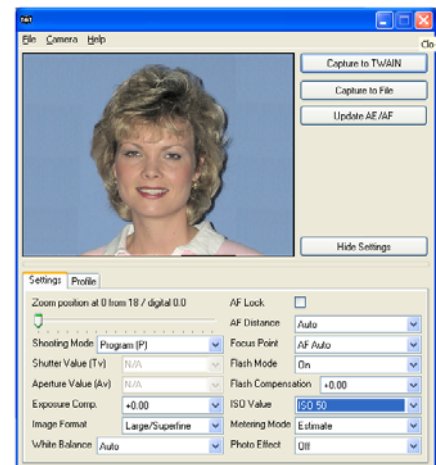 File Camera Help
Clo
Capture to TWAIN
Capture to File
Update AE/AF
Hide Settings
Settings Profile
Zoom position at 0 from 18 / digital 0.0
AF Lock
AF Distance Auto
Shooting Mode Program (P)
Focus Point AF Auto
Shutter Value (Tv) N/A
Flash Mode On
Aperture Value (Av) N/A
Flash Compensation +0.00
Exposure Comp. +0.00
ISO Value ISO 50
Image Format Large/Superfine
Metering Mode Estimate
White Balance Auto
Photo Effect Off